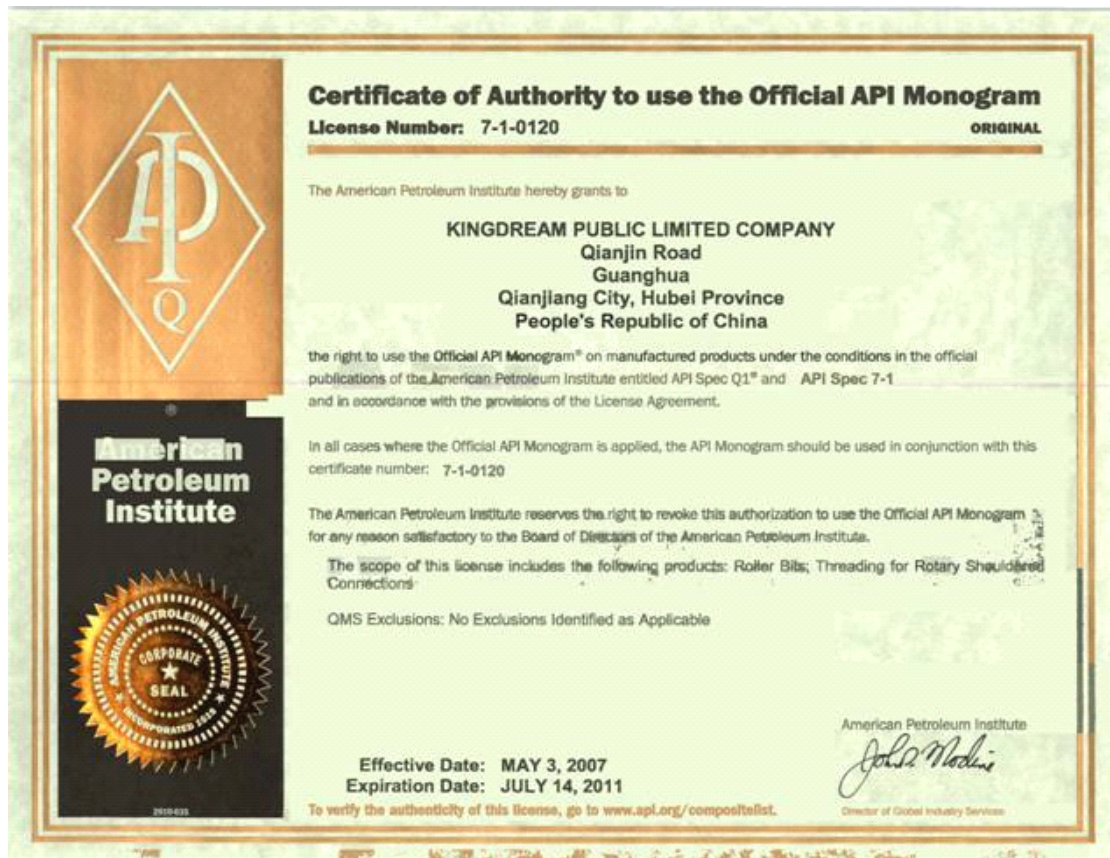 Certificate of Authority to use the Official API Monogram
License Number: 7-1-0120
ORIGINAL
The American Petroleum Institute hereby grants to
KINGDREAM PUBLIC LIMITED COMPANY
Qianjin Road
Guanghua
Qianjiang City, Hubei Province
People's Republic of China
the right to use the Official API Monogram® on manufactured products under the conditions in the official
publications of the American Petroleum Institute entitled API Spec Q1® and API Spec 7-1
and in accordance with the provisions of the License Agreement.
In all cases where the Official API Monogram is applied, the API Monogram should be used in conjunction with this
certificate number: 7-1-0120
The American Petroleum Institute reserves the right to revoke this authorization to use the Official API Monogram
for any reason satisfactory to the Board of Directors of the American Petroleum Institute.
The scope of this license includes the following products: Roller Bits; Threading for Rotary Shouldered
Connections
QMS Exclusions: No Exclusions Identified as Applicable
American Petroleum Institute
John Modine
Director of Global Industry Services
Effective Date: MAY 3, 2007
Expiration Date: JULY 14, 2011
To verify the authenticity of this license, go to www.api.org/compositelist.
API
Q
®
American
Petroleum
Institute
AMERICAN PETROLEUM INSTITUTE
CORPORATE
SEAL
INCORPORATED 1919